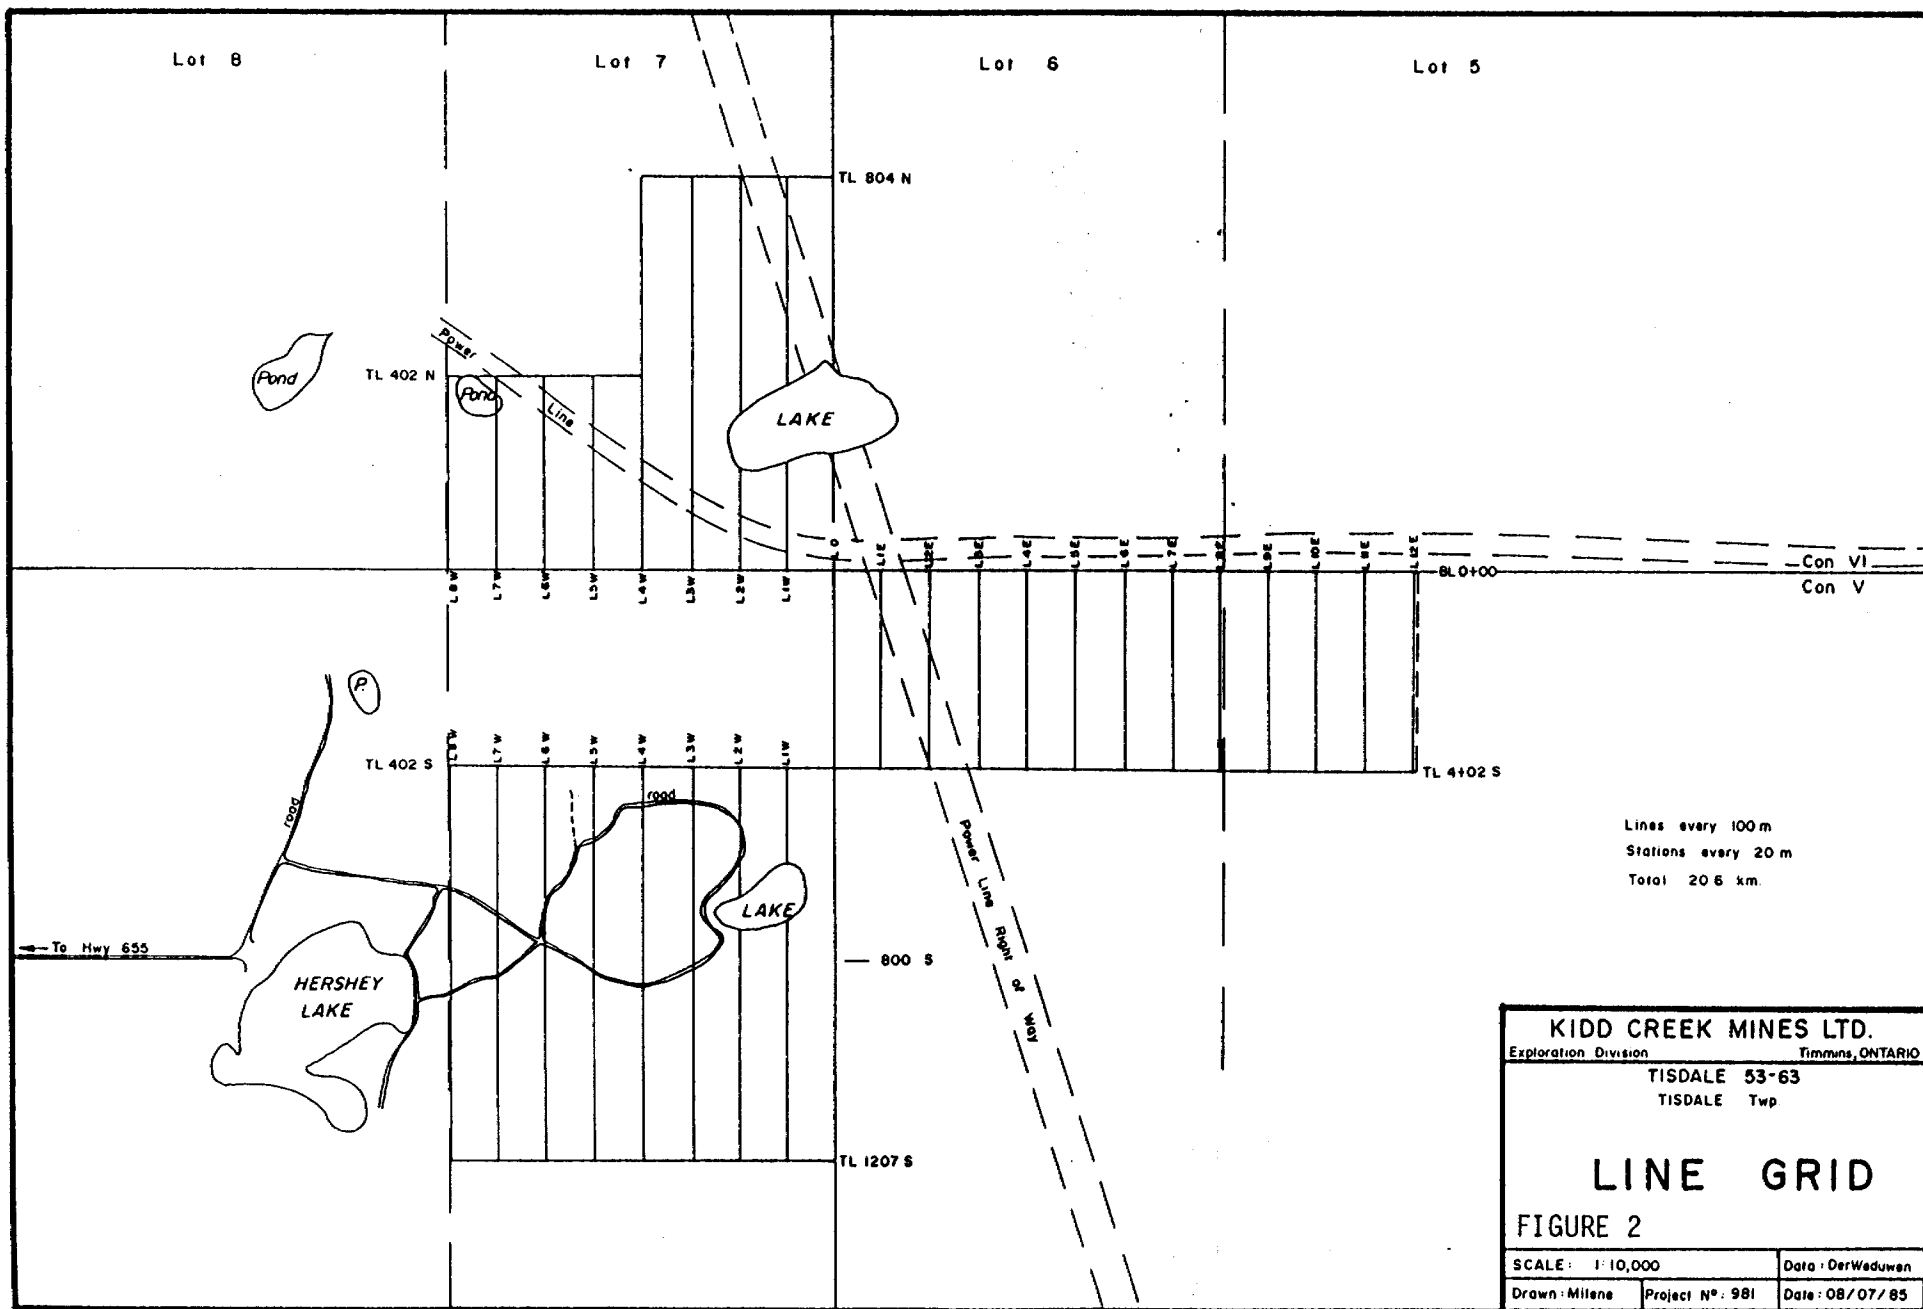 Lot 8
Lot 7
Lot 6
Lot 5
TL 804 N
Power
Line
TL 402 N
Pond
Pond
LAKE
L0
L1E
L2E
L3E
L4E
L5E
L6E
L7E
L8E
L9E
L10E
L11E
L12E
BL 0+00
Con VI
Con V
L8W
L7W
L6W
L5W
L4W
L3W
L2W
L1W
P.
TL 402 S
L8W
L7W
L6W
L5W
L4W
L3W
L2W
L1W
TL 4+02 S
road
road
Power Line Right of Way
LAKE
Lines every 100 m
Stations every 20 m
Total 20 6 km.
To Hwy 655
HERSHEY
LAKE
800 S
TL 1207 S
KIDD CREEK MINES LTD.
Exploration Division Timmins, ONTARIO
TISDALE 53-63
TISDALE Twp
LINE GRID
FIGURE 2
SCALE: 1:10,000
Data: DerWeduwen
Drawn: Milene
Project Nº: 981
Date: 08/07/85